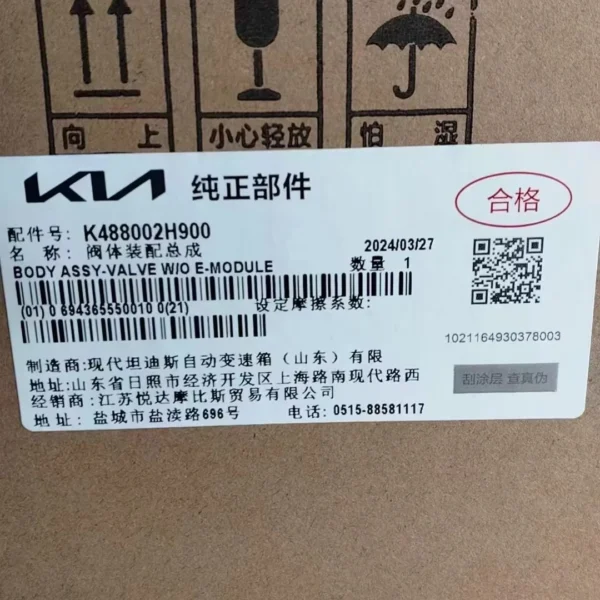 向 上
小心轻放
怕 湿
KIA 纯正部件
合格
配件号: K488002H900
名 称: 阀体装配总成
2024/03/27
BODY ASSY-VALVE W/O E-MODULE
数量 1
(01) 0 694365550010 0(21)
设定摩擦系数:
1021164930378003
制造商:现代坦迪斯自动变速箱（山东）有限
地址:山东省日照市经济开发区上海路南现代路西
刮涂层 查真伪
经销商: 江苏悦达摩比斯贸易有限公司
地址: 盐城市盐渎路696号 电话: 0515-88581117